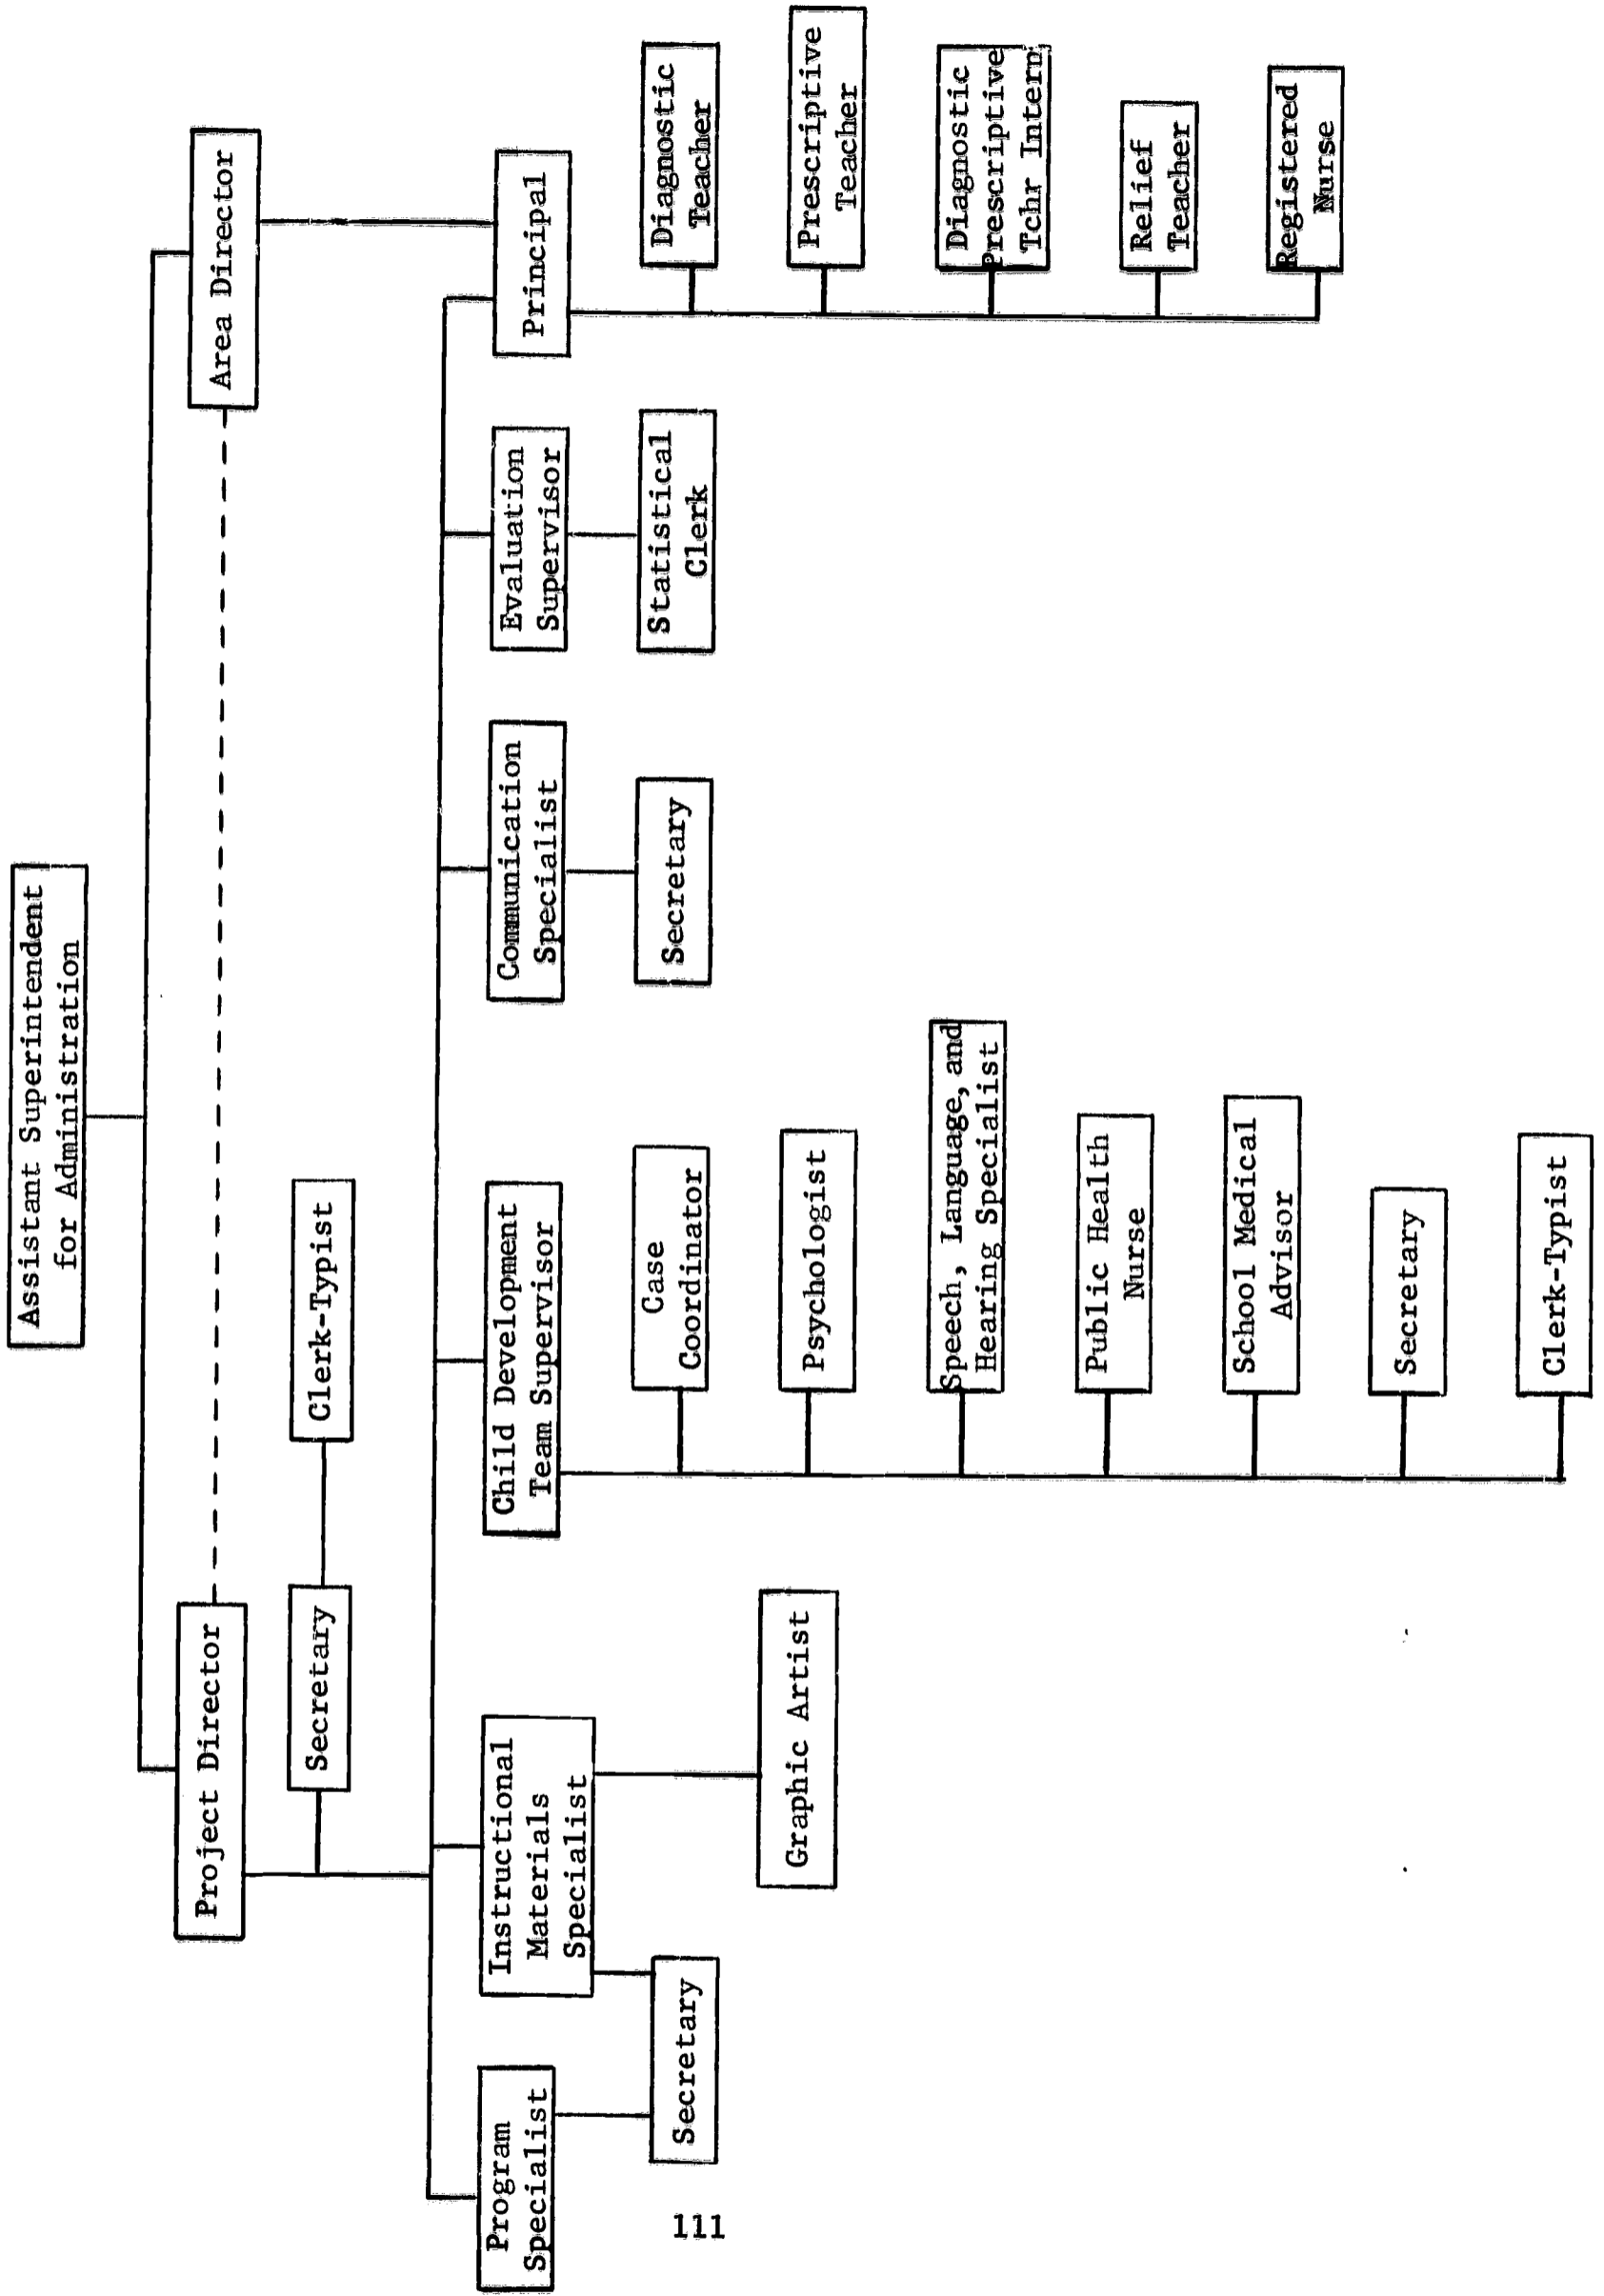 Assistant Superintendent
for Administration
Project Director
Area Director
Secretary
Clerk-Typist
Program
Specialist
Instructional
Materials
Specialist
Child Development
Team Supervisor
Communication
Specialist
Evaluation
Supervisor
Principal
Secretary
Graphic Artist
Case
Coordinator
Psychologist
Speech, Language, and
Hearing Specialist
Public Health
Nurse
School Medical
Advisor
Secretary
Clerk-Typist
Secretary
Statistical
Clerk
Diagnostic
Teacher
Prescriptive
Teacher
Diagnostic
Prescriptive
Tchr Intern
Relief
Teacher
Registered
Nurse
111